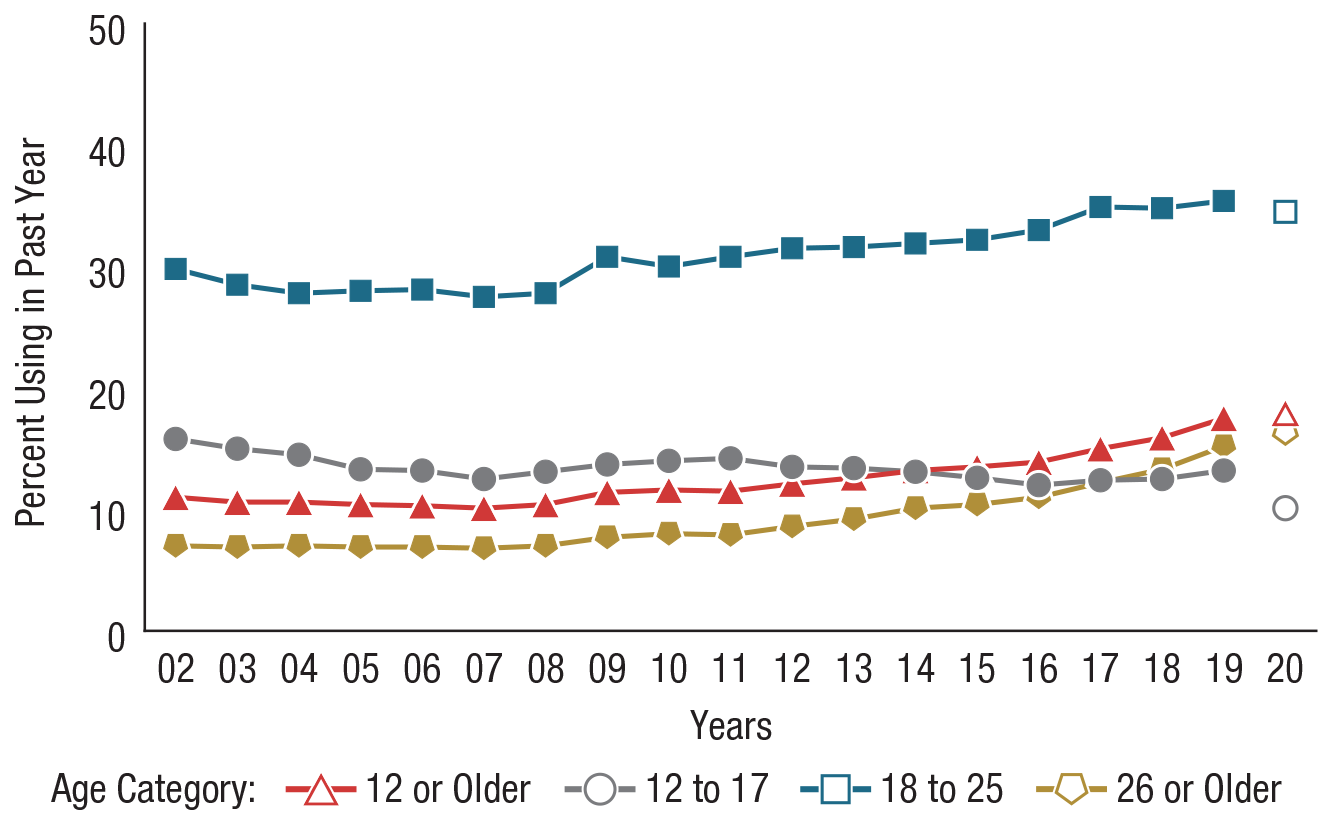 50
40
30
20
10
0
Percent Using in Past Year
02 03 04 05 06 07 08 09 10 11 12 13 14 15 16 17 18 19 20
Years
Age Category: 12 or Older 12 to 17 18 to 25 26 or Older